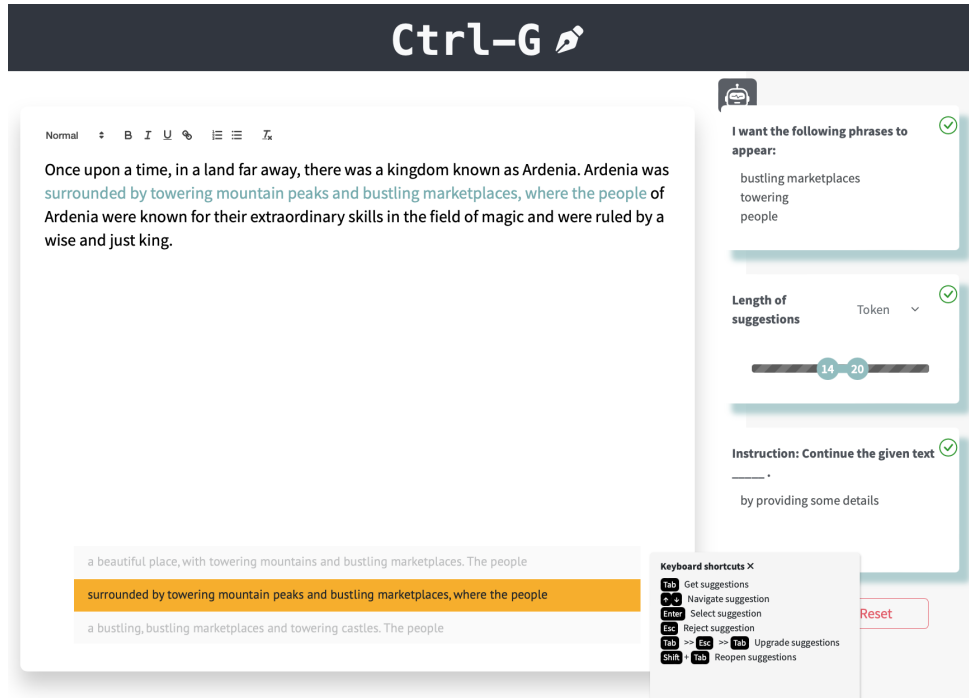 Ctrl-G
Normal
B I U
Once upon a time, in a land far away, there was a kingdom known as Ardenia. Ardenia was
surrounded by towering mountain peaks and bustling marketplaces, where the people of
Ardenia were known for their extraordinary skills in the field of magic and were ruled by a
wise and just king.
a beautiful place, with towering mountains and bustling marketplaces. The people
surrounded by towering mountain peaks and bustling marketplaces, where the people
a bustling, bustling marketplaces and towering castles. The people
I want the following phrases to
appear:
bustling marketplaces
towering
people
Length of
suggestions
Token
14 20
Instruction: Continue the given text
_____ .
by providing some details
Reset
Keyboard shortcuts ✕
Tab Get suggestions
↑ ↓ Navigate suggestion
Enter Select suggestion
Esc Reject suggestion
Tab >> Esc >> Tab Upgrade suggestions
Shift + Tab Reopen suggestions